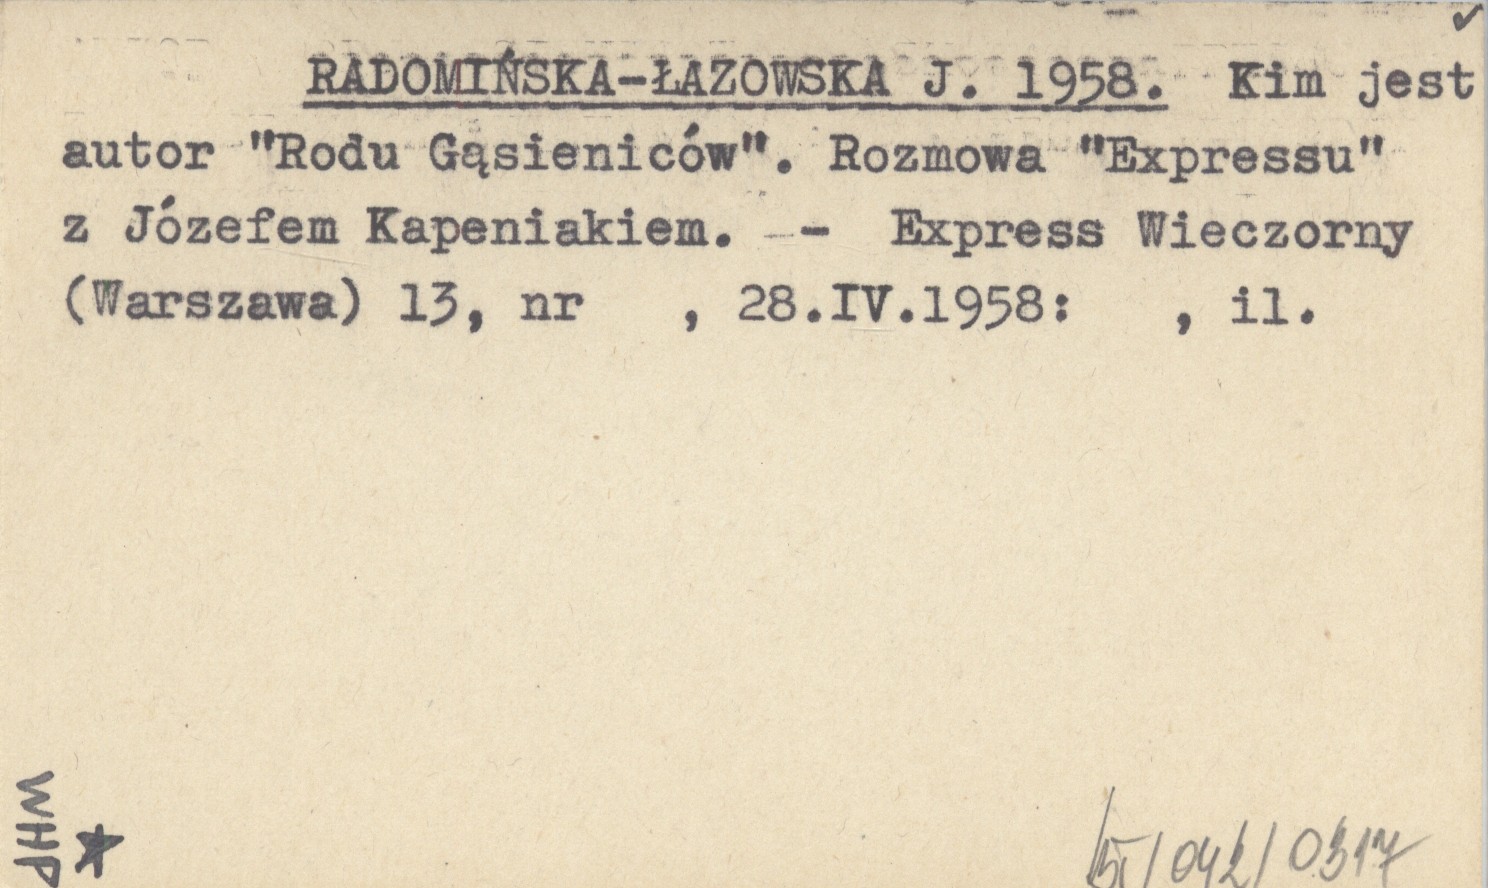 RADOMIŃSKA-ŁAZOWSKA J. 1958. Kim jest
autor "Rodu Gąsieniców". Rozmowa "Expressu"
z Józefem Kapeniakiem. - Express Wieczorny
(Warszawa) 13, nr , 28.IV.1958: , il.
WHP
/042/0317